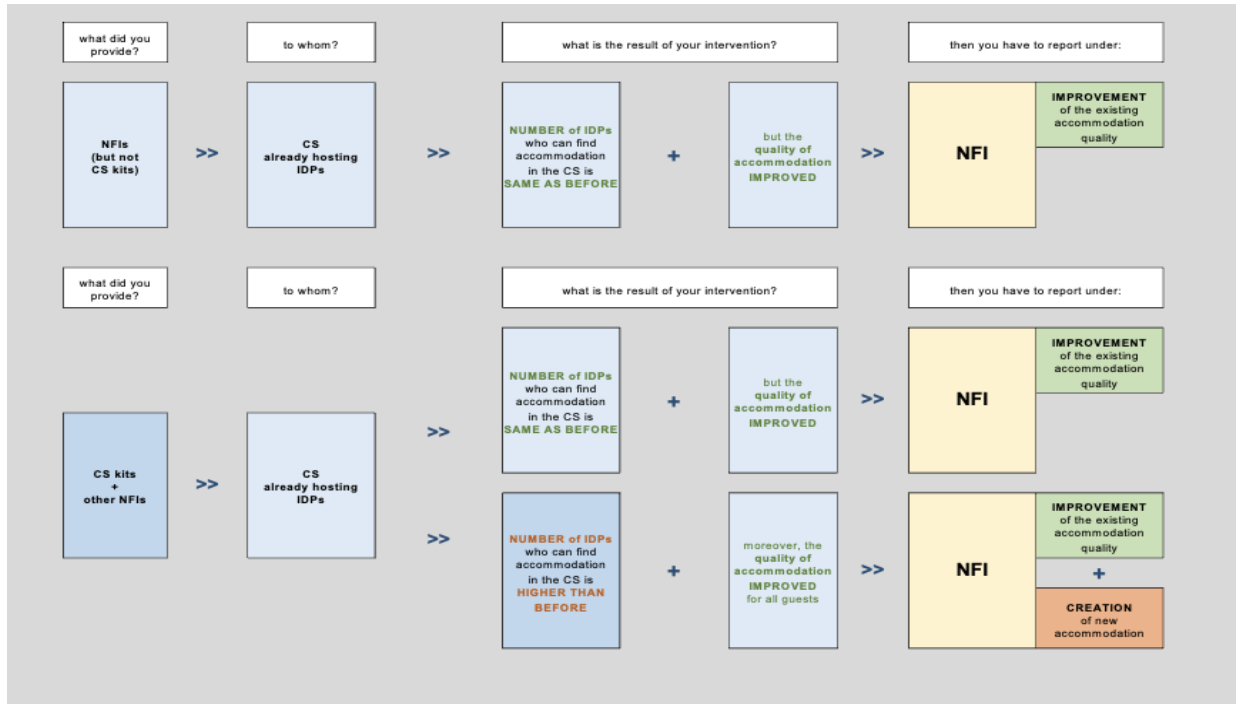 what did you
provide?
to whom?
what is the result of your intervention?
then you have to report under:
NFIs
(but not
CS kits)
>>
CS
already hosting
IDPs
>>
NUMBER of IDPs
who can find
accommodation
in the CS is
SAME AS BEFORE
+
but the
quality of
accommodation
IMPROVED
>>
NFI
IMPROVEMENT
of the existing
accommodation
quality
what did you
provide?
to whom?
what is the result of your intervention?
then you have to report under:
CS kits
+
other NFIs
>>
CS
already hosting
IDPs
>>
NUMBER of IDPs
who can find
accommodation
in the CS is
SAME AS BEFORE
+
but the
quality of
accommodation
IMPROVED
>>
NFI
IMPROVEMENT
of the existing
accommodation
quality
>>
NUMBER of IDPs
who can find
accommodation
in the CS is
HIGHER THAN
BEFORE
+
moreover, the
quality of
accommodation
IMPROVED
for all guests
>>
NFI
IMPROVEMENT
of the existing
accommodation
quality
+
CREATION
of new
accommodation